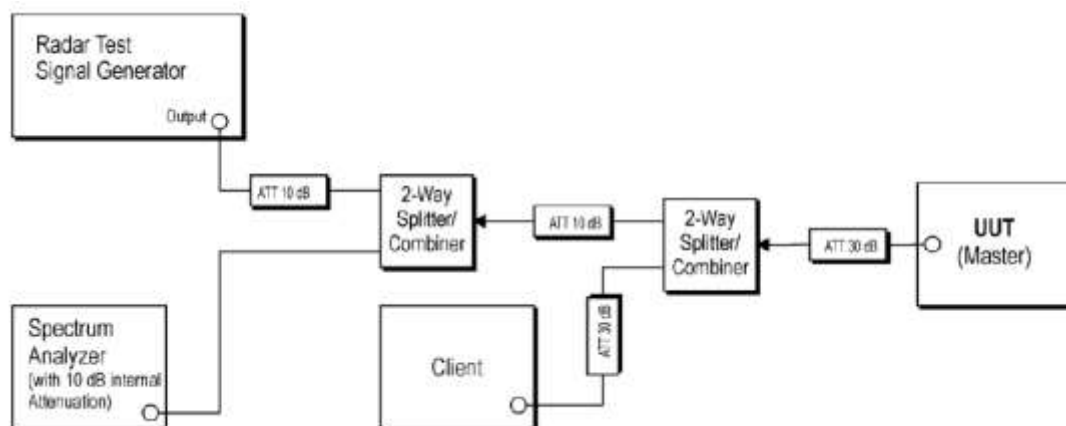 Radar Test
Signal Generator
Output
ATT 10 dB
2-Way
Splitter/
Combiner
ATT 10 dB
2-Way
Splitter/
Combiner
ATT 30 dB
UUT
(Master)
Spectrum
Analyzer
(with 10 dB internal
Attenuation)
Client
ATT 30 dB